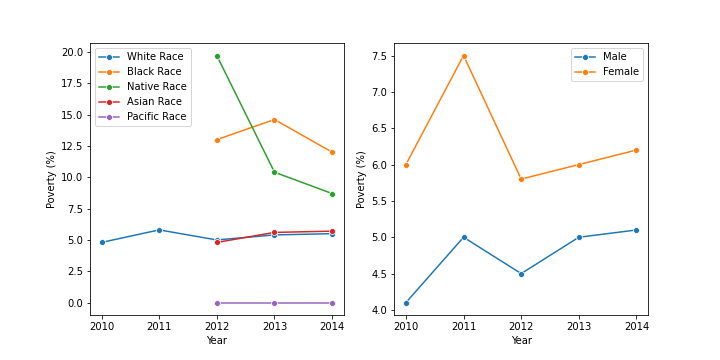 White Race
Black Race
Native Race
Asian Race
Pacific Race
20.0
17.5
15.0
12.5
10.0
7.5
5.0
2.5
0.0
Poverty (%)
2010 2011 2012 2013 2014
Year
Male
Female
7.5
7.0
6.5
6.0
5.5
5.0
4.5
4.0
Poverty (%)
2010 2011 2012 2013 2014
Year